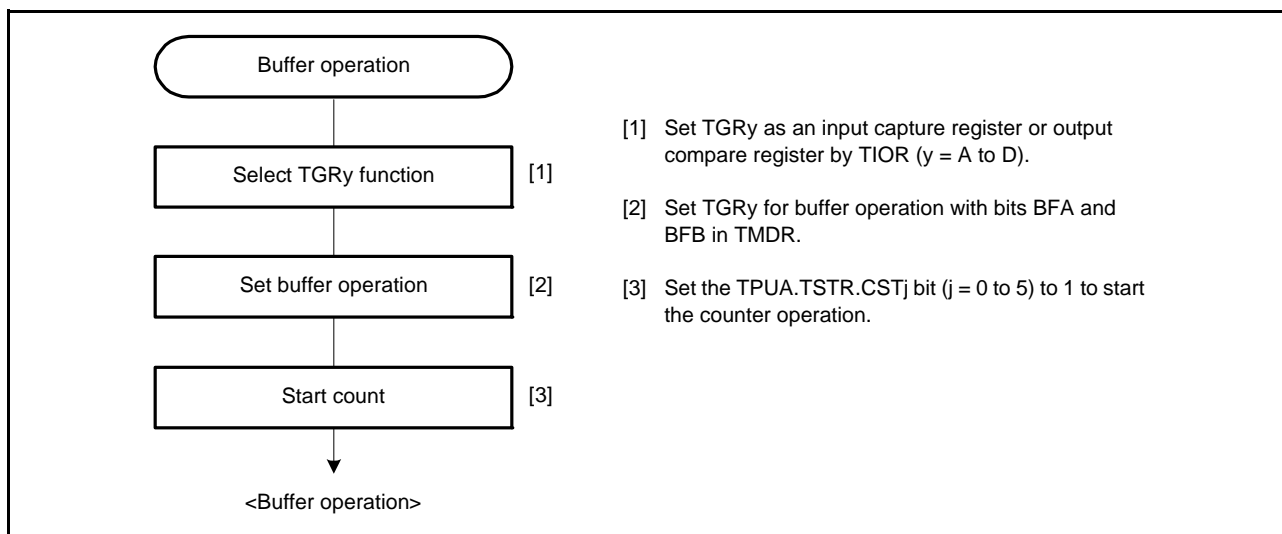 Buffer operation
Select TGRy function
[1]
Set buffer operation
[2]
Start count
[3]
<Buffer operation>
[1] Set TGRy as an input capture register or output
compare register by TIOR (y = A to D).
[2] Set TGRy for buffer operation with bits BFA and
BFB in TMDR.
[3] Set the TPUA.TSTR.CSTj bit (j = 0 to 5) to 1 to start
the counter operation.